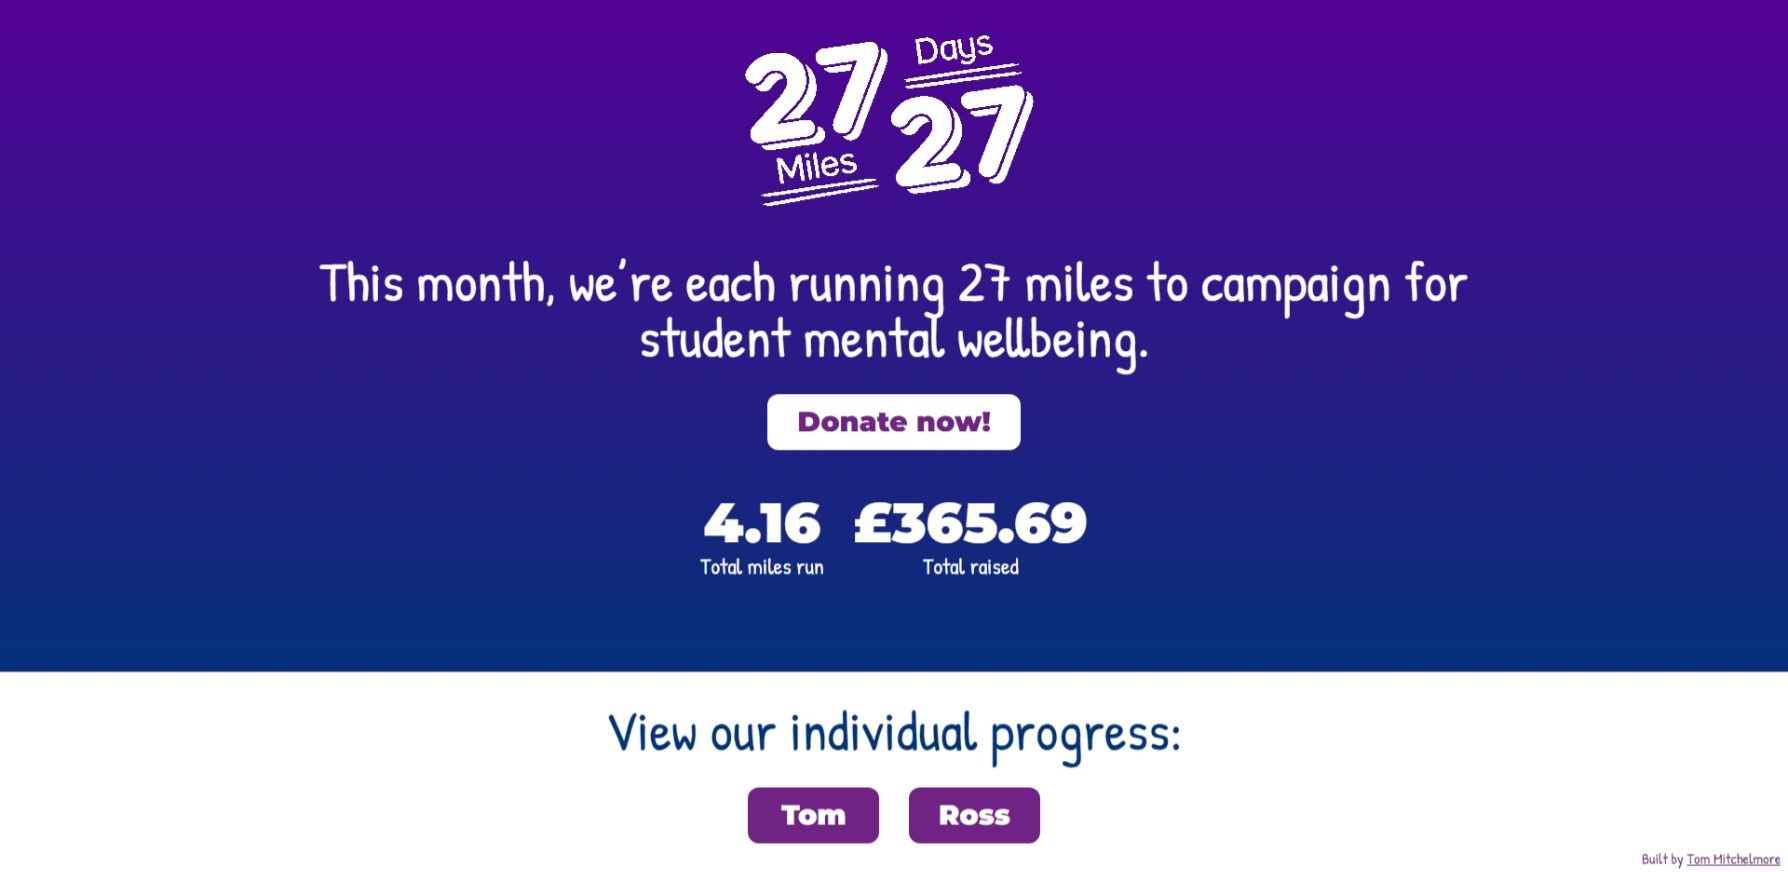 27 Days
Miles 27
This month, we're each running 27 miles to campaign for
student mental wellbeing.
Donate now!
4.16 £365.69
Total miles run Total raised
View our individual progress:
Tom Ross
Built by Tom Mitchelmore